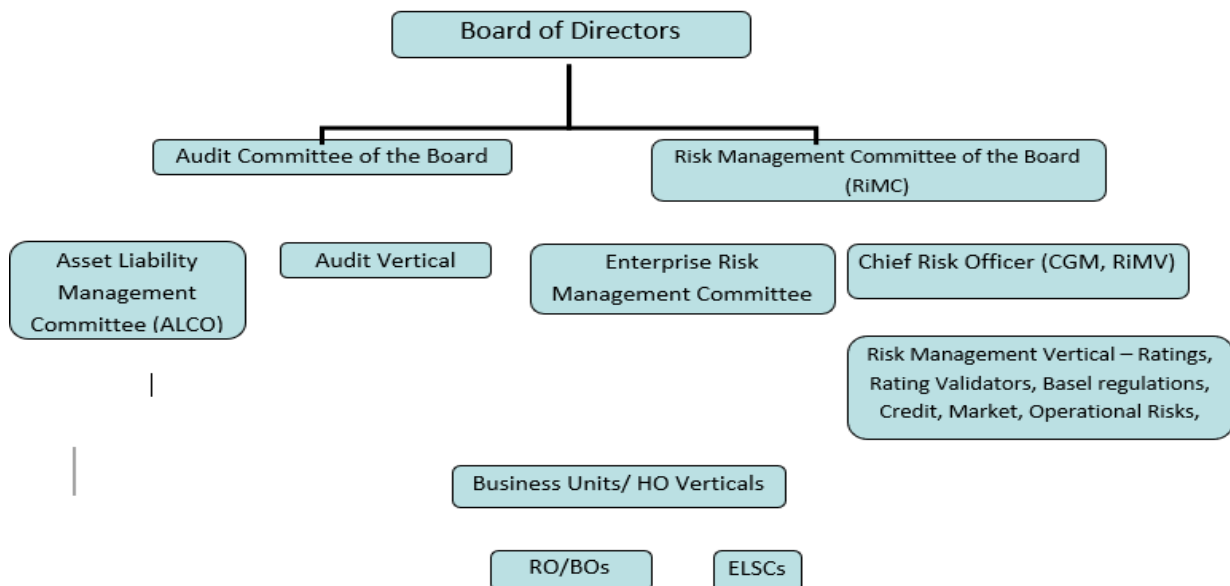 Board of Directors
Audit Committee of the Board
Risk Management Committee of the Board
(RiMC)
Asset Liability
Management
Committee (ALCO)
Audit Vertical
Enterprise Risk
Management Committee
Chief Risk Officer (CGM, RiMV)
Risk Management Vertical – Ratings,
Rating Validators, Basel regulations,
Credit, Market, Operational Risks,
Business Units/ HO Verticals
RO/BOs
ELSCs